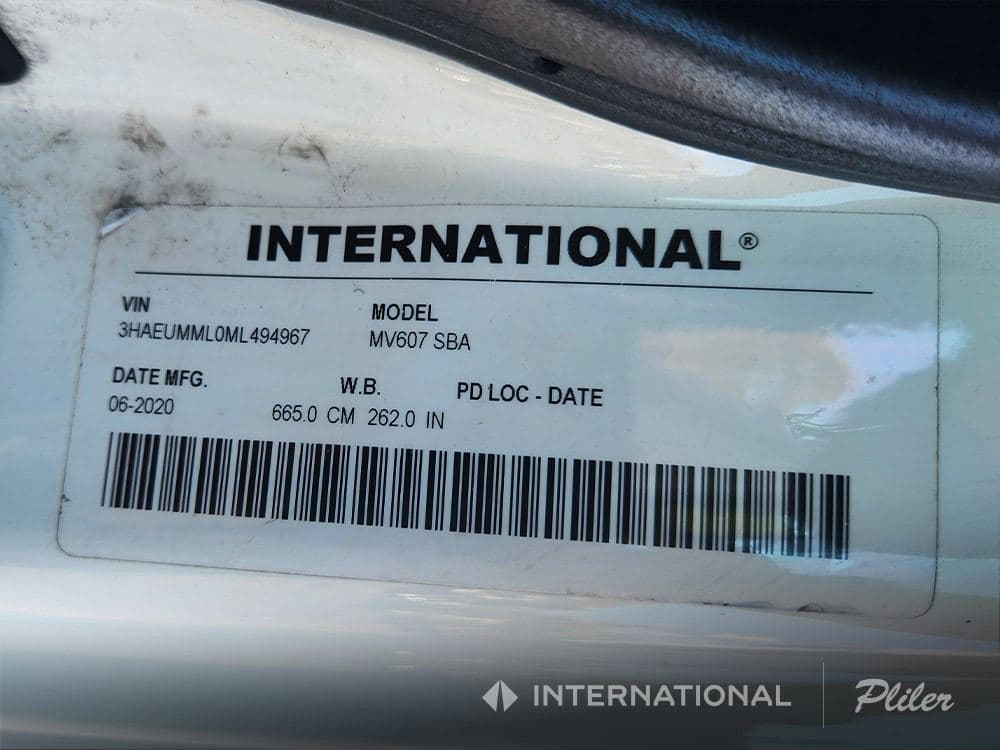 INTERNATIONAL®
VIN
3HAEUMML0ML494967
MODEL
MV607 SBA
DATE MFG.
06-2020
W.B.
665.0 CM 262.0 IN
PD LOC - DATE
INTERNATIONAL
Pliler